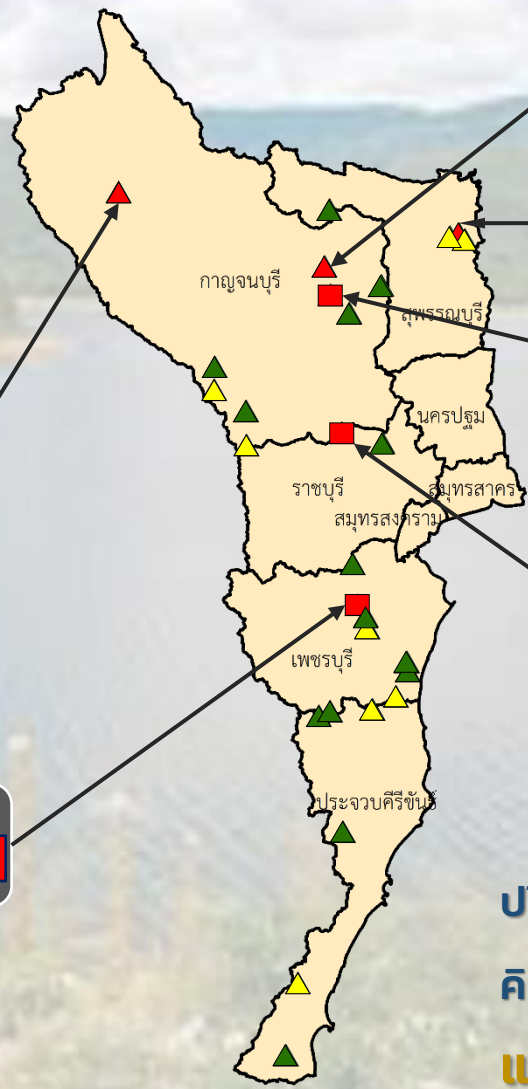 กาญจนบุรี
สุพรรณบุรี
นครปฐม
ราชบุรี
สมุทรสาคร
สมุทรสงคราม
เพชรบุรี
ประจวบคีรีขันธ์